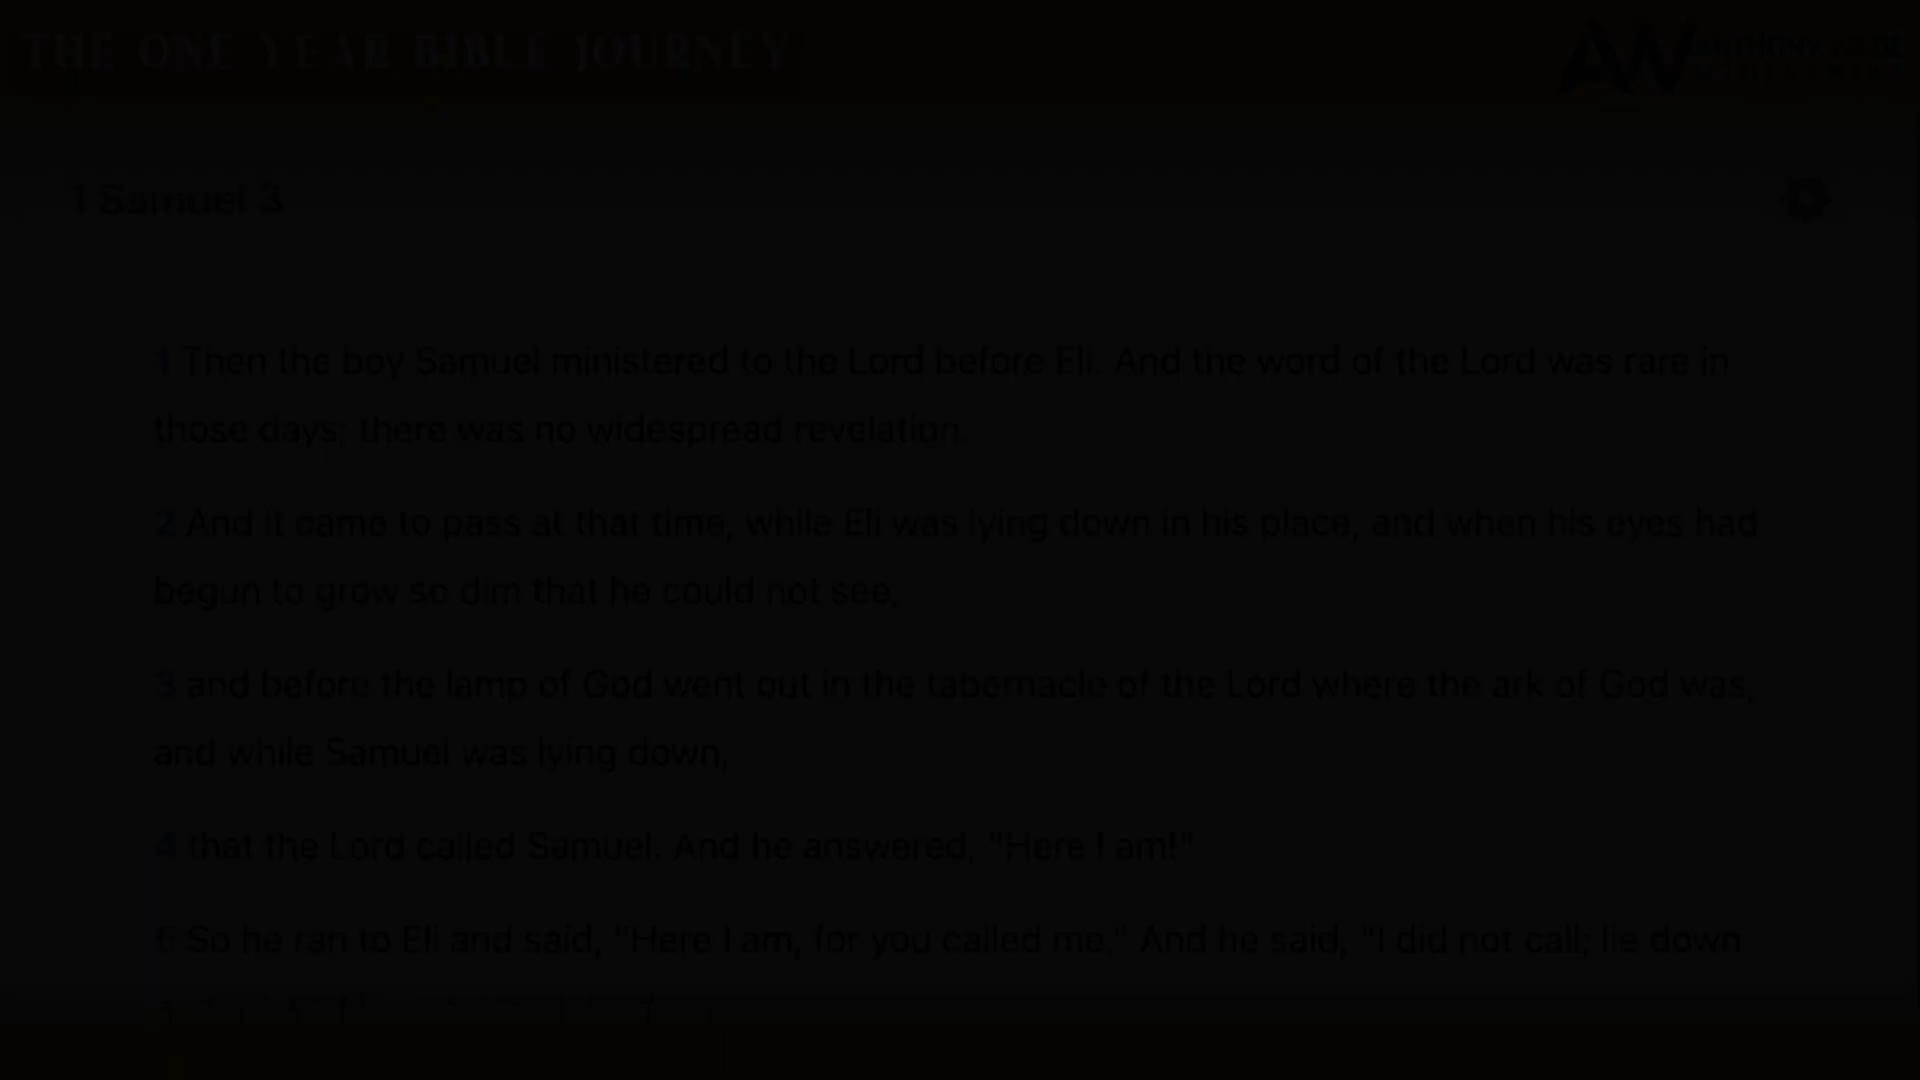 THE ONE YEAR BIBLE JOURNEY
AW
1 Samuel 3
1 Then the boy Samuel ministered to the Lord before Eli. And the word of the Lord was rare in
those days; there was no widespread revelation.
2 And it came to pass at that time, while Eli was lying down in his place, and when his eyes had
begun to grow so dim that he could not see,
3 and before the lamp of God went out in the tabernacle of the Lord where the ark of God was,
and while Samuel was lying down,
4 that the Lord called Samuel. And he answered, "Here I am!"
5 So he ran to Eli and said, "Here I am, for you called me." And he said, "I did not call; lie down